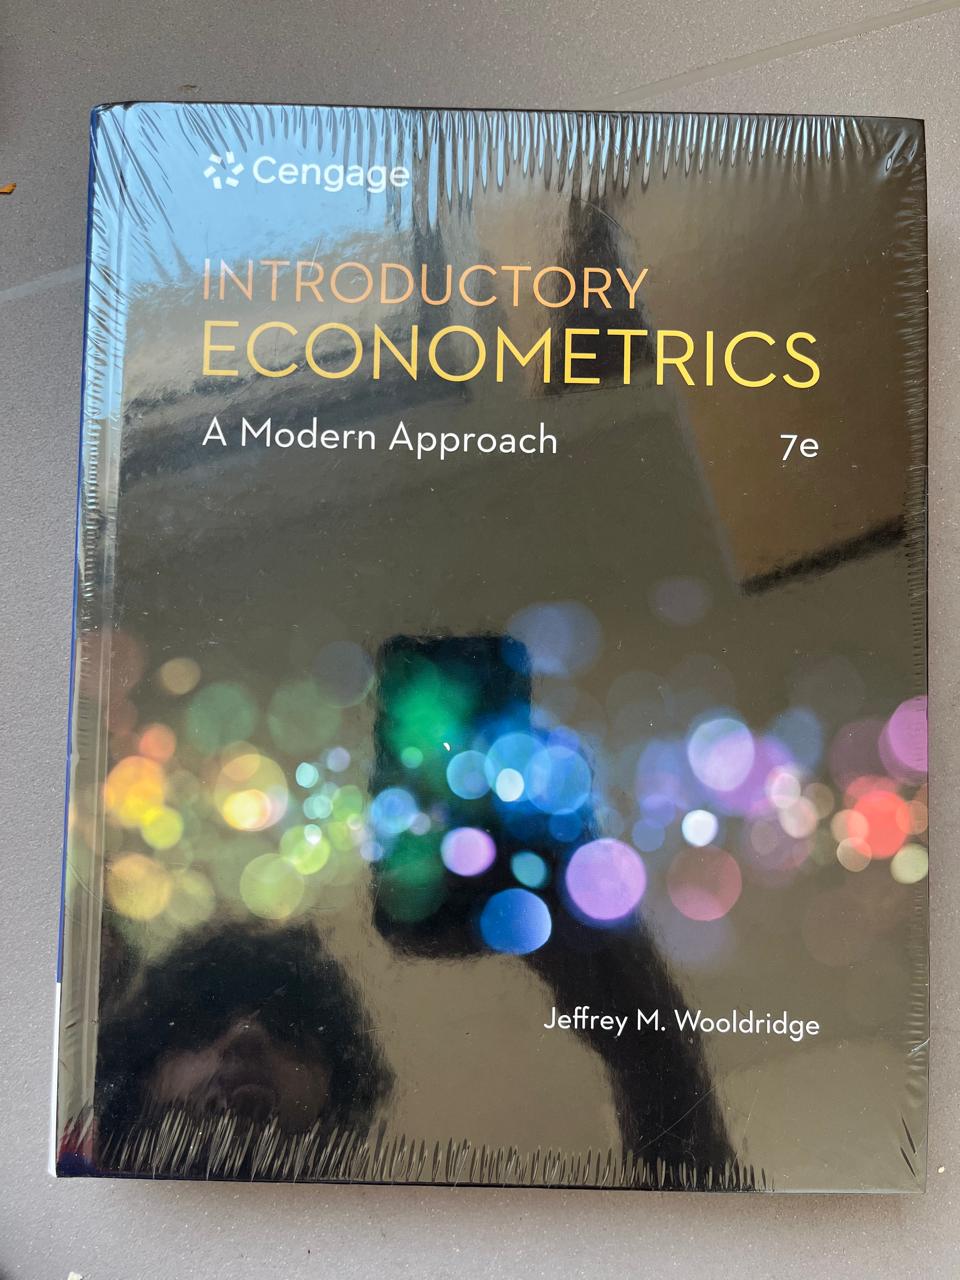 Cengage
INTRODUCTORY
ECONOMETRICS
A Modern Approach
7e
Jeffrey M. Wooldridge